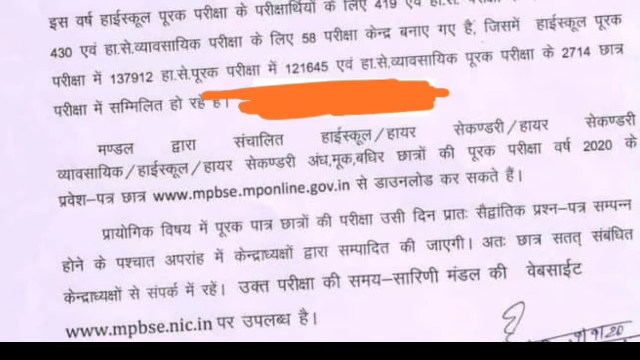 इस वर्ष हाईस्कूल पूरक परीक्षा के परीक्षार्थियों के लिए 419 एवं
430 एवं हा.से.व्यावसायिक परीक्षा के लिए 58 परीक्षा केन्द्र बनाए गए हैं, जिसमें हाईस्कूल पूरक
परीक्षा में 137912 हा.से.पूरक परीक्षा में 121645 एवं हा.से.व्यावसायिक पूरक परीक्षा के 2714 छात्र
परीक्षा में सम्मिलित हो रहे है।
मण्डल द्वारा संचालित हाईस्कूल/हायर सेकण्डरी/हायर सेकण्डरी
व्यावसायिक/हाईस्कूल/हायर सेकण्डरी अंध,मूक,बधिर छात्रों की पूरक परीक्षा वर्ष 2020 के
प्रवेश–पत्र छात्र www.mpbse.mponline.gov.in से डाउनलोड कर सकते हैं।
प्रायोगिक विषय में पूरक पात्र छात्रों की परीक्षा उसी दिन प्रातः सैद्वांतिक प्रश्न–पत्र सम्पन्न
होने के पश्चात अपरांह में केन्द्राध्यक्षों द्वारा सम्पादित की जाएगी। अतः छात्र सतत् संबंधित
केन्द्राध्यक्षों से संपर्क में रहें। उक्त परीक्षा की समय–सारिणी मंडल की वेबसाईट
www.mpbse.nic.in पर उपलब्ध है।